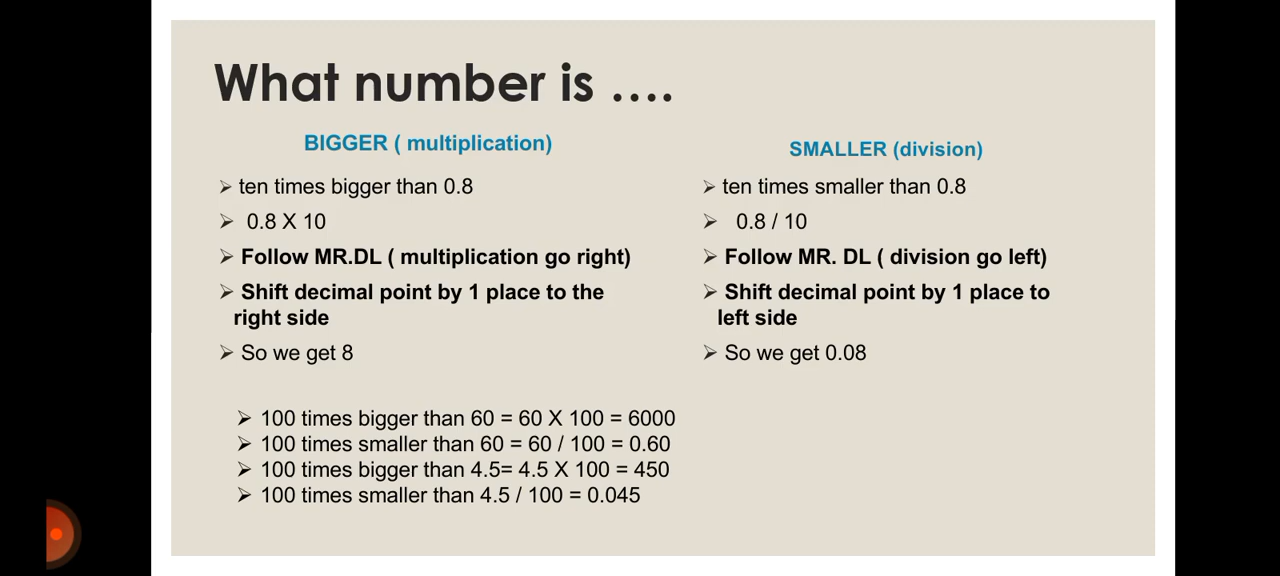 What number is ....
BIGGER ( multiplication)
➢ ten times bigger than 0.8
➢ 0.8 X 10
➢ Follow MR.DL ( multiplication go right)
➢ Shift decimal point by 1 place to the
right side
➢ So we get 8
SMALLER (division)
➢ ten times smaller than 0.8
➢ 0.8 / 10
➢ Follow MR. DL ( division go left)
➢ Shift decimal point by 1 place to
left side
➢ So we get 0.08
➢ 100 times bigger than 60 = 60 X 100 = 6000
➢ 100 times smaller than 60 = 60 / 100 = 0.60
➢ 100 times bigger than 4.5= 4.5 X 100 = 450
➢ 100 times smaller than 4.5 / 100 = 0.045